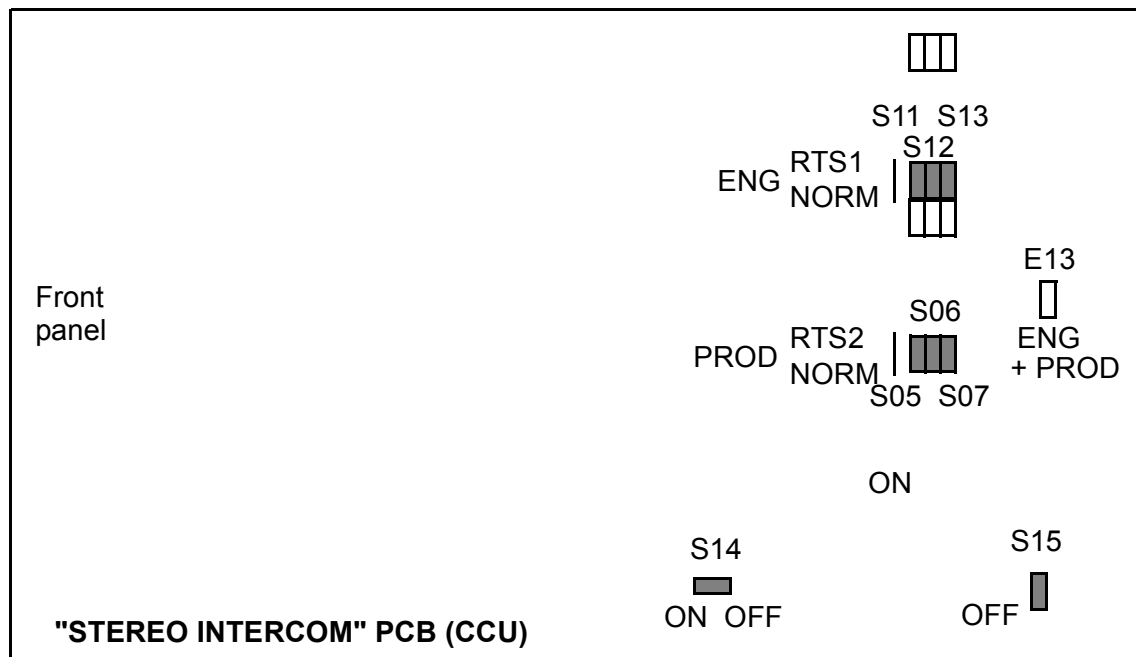 S11 S13
S12
ENG RTS1
NORM
E13
Front
panel
S06
PROD RTS2
NORM
ENG
+ PROD
S05 S07
ON
S14
S15
ON OFF
OFF
"STEREO INTERCOM" PCB (CCU)